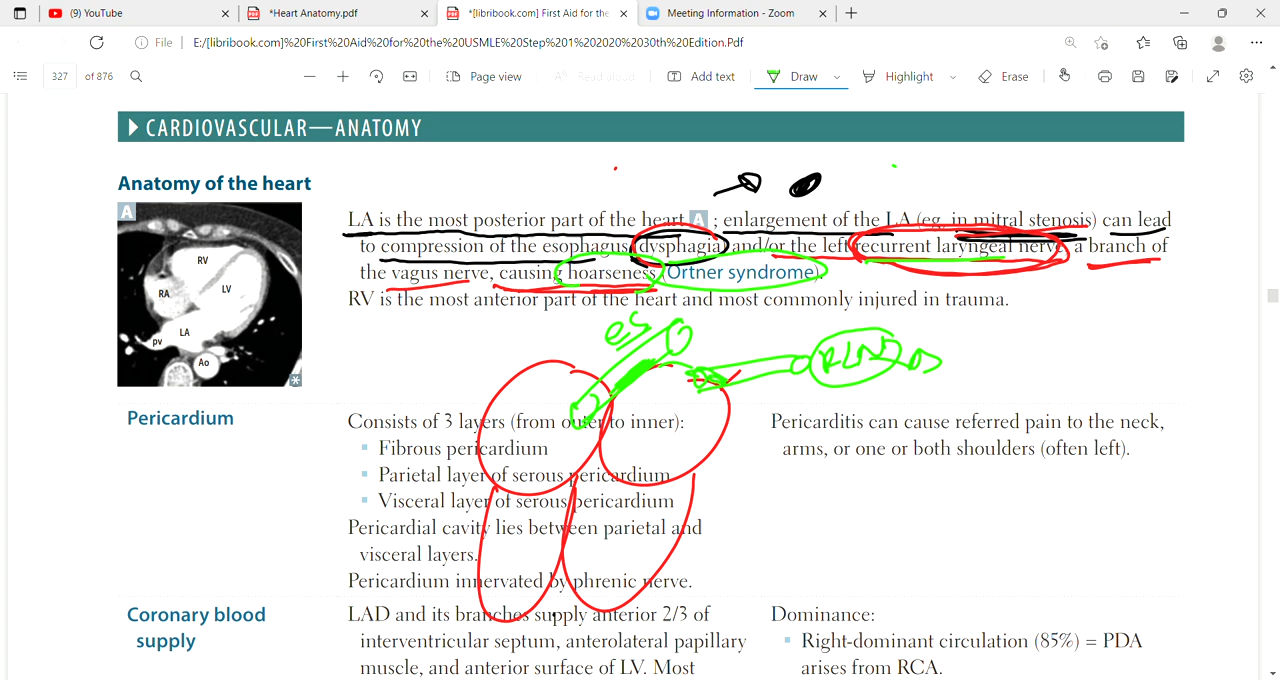 (9) YouTube
*Heart Anatomy.pdf
*[libribook.com] First Aid for the
Meeting Information - Zoom
File
E:/[libribook.com]%20First%20Aid%20for%20the%20USMLE%20Step%201%202020%2030th%20Edition.Pdf
327 of 876
Page view
Read aloud
Add text
Draw
Highlight
Erase
CARDIOVASCULAR—ANATOMY
Anatomy of the heart
A
RV
RA
LV
LA
pv
Ao
LA is the most posterior part of the heart A ; enlargement of the LA (eg, in mitral stenosis) can lead
to compression of the esophagus (dysphagia) and/or the left recurrent laryngeal nerve, a branch of
the vagus nerve, causing hoarseness (Ortner syndrome).
RV is the most anterior part of the heart and most commonly injured in trauma.
es
RLN
Pericardium
Consists of 3 layers (from outer to inner):
Fibrous pericardium
Parietal layer of serous pericardium
Visceral layer of serous pericardium
Pericardial cavity lies between parietal and
visceral layers.
Pericardium innervated by phrenic nerve.
Pericarditis can cause referred pain to the neck,
arms, or one or both shoulders (often left).
Coronary blood
supply
LAD and its branches supply anterior 2/3 of
interventricular septum, anterolateral papillary
muscle, and anterior surface of LV. Most
Dominance:
Right-dominant circulation (85%) = PDA
arises from RCA.